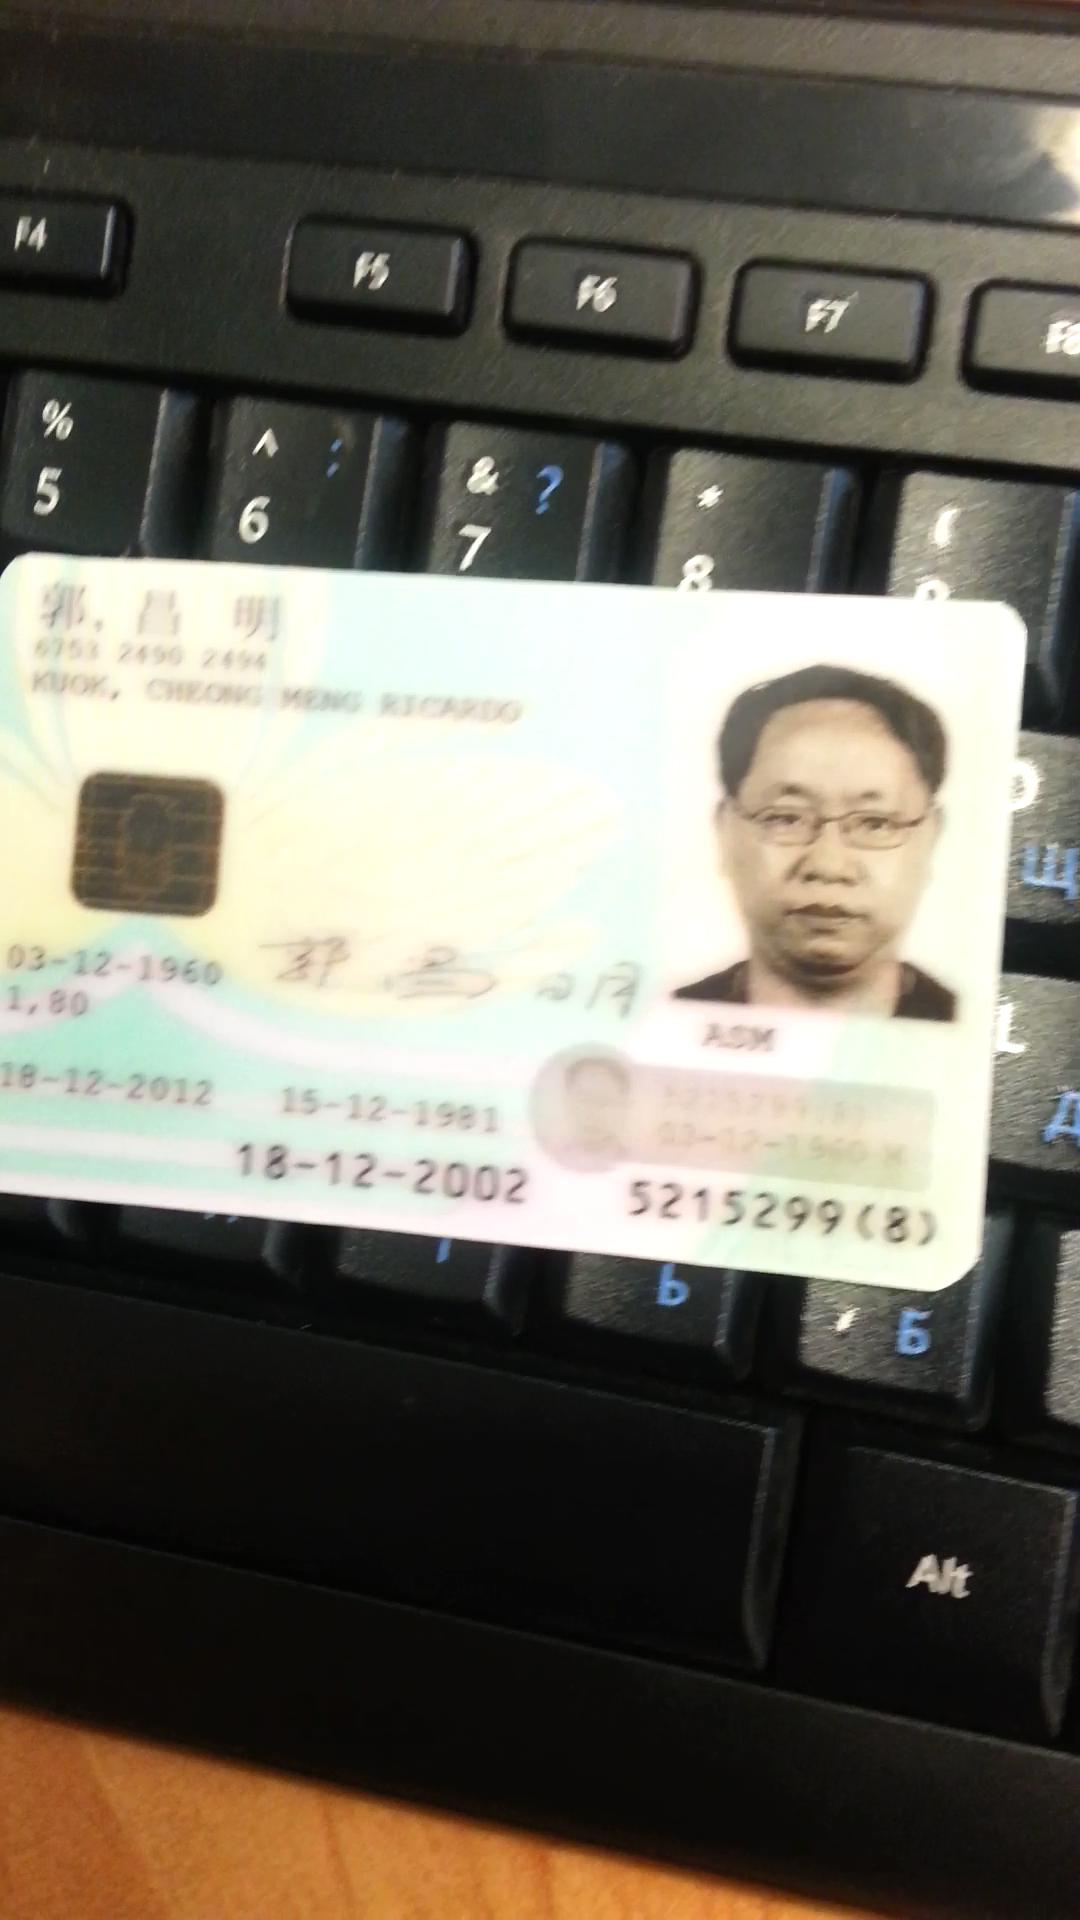 F4 F5 F6 F7 F8
% 5 ^ ; 6 & ? 7 * 8 (
郭, 昌 明
6753 2490 2494
KUOK, CHEONG MENG RICARDO
Щ
03-12-1960 郭 昌 明
1,80
L
ASM
Д
18-12-2012 15-12-1981
5215299(8)
03-12-1960 M
18-12-2002 5215299(8)
Ь , Б
Alt